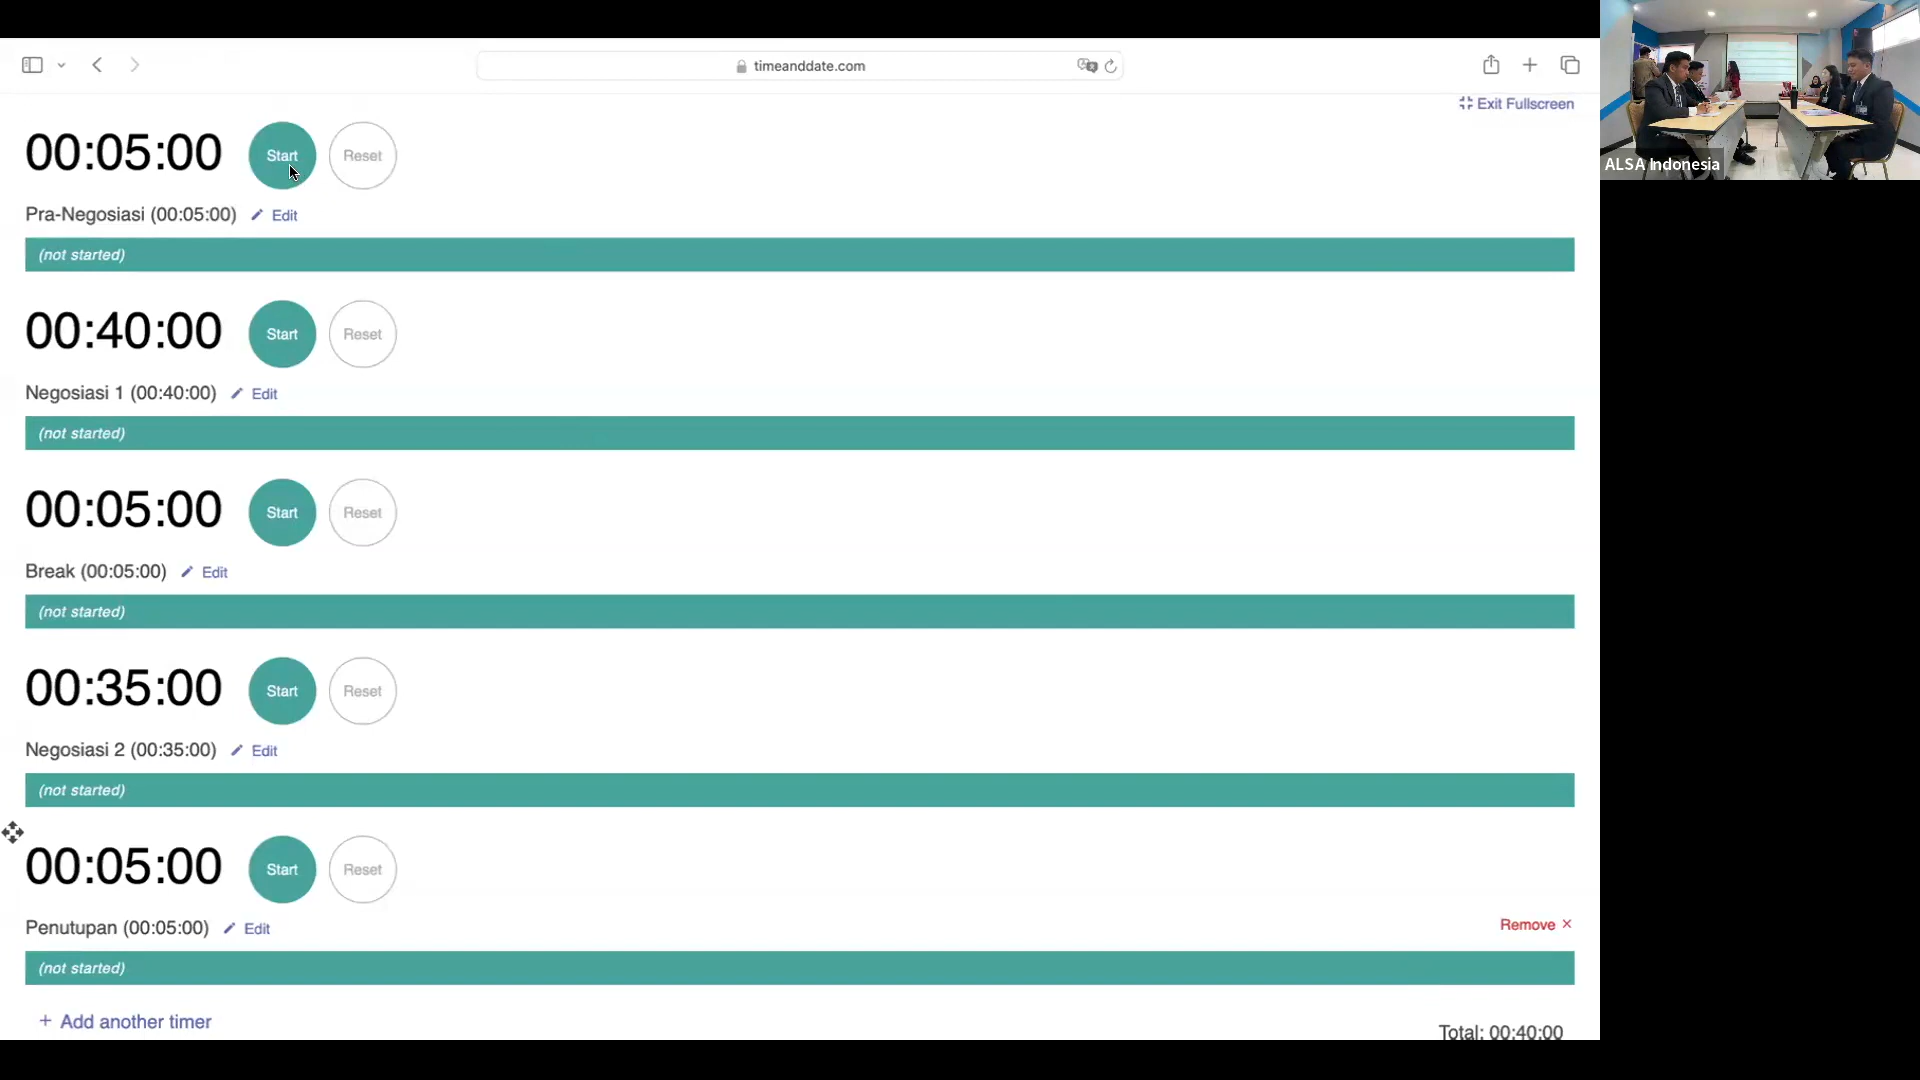 timeanddate.com
Exit Fullscreen
00:05:00 Start Reset
Pra-Negosiasi (00:05:00) Edit
(not started)
00:40:00 Start Reset
Negosiasi 1 (00:40:00) Edit
(not started)
00:05:00 Start Reset
Break (00:05:00) Edit
(not started)
00:35:00 Start Reset
Negosiasi 2 (00:35:00) Edit
(not started)
00:05:00 Start Reset
Penutupan (00:05:00) Edit
Remove ×
(not started)
+ Add another timer
Total: 00:40:00
ALSA Indonesia